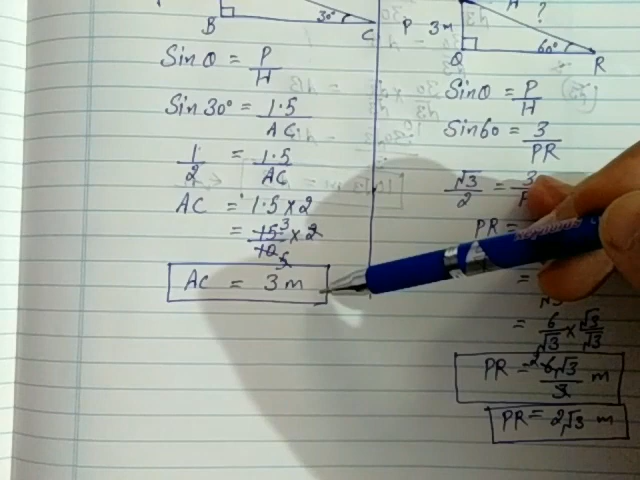 B 30° C
Sin θ = P/H
Sin 30° = 1.5/AC
1/2 = 1.5/AC
AC = 1.5 × 2
= 15/10 × 2
AC = 3 m
P 3m
?
Q 60° R
Sin θ = P/H
Sin 60 = 3/PR
√3/2 = 3/
PR =
=
= 6/√3 × √3/√3
PR = 6√3/3 m
PR = 2√3 m